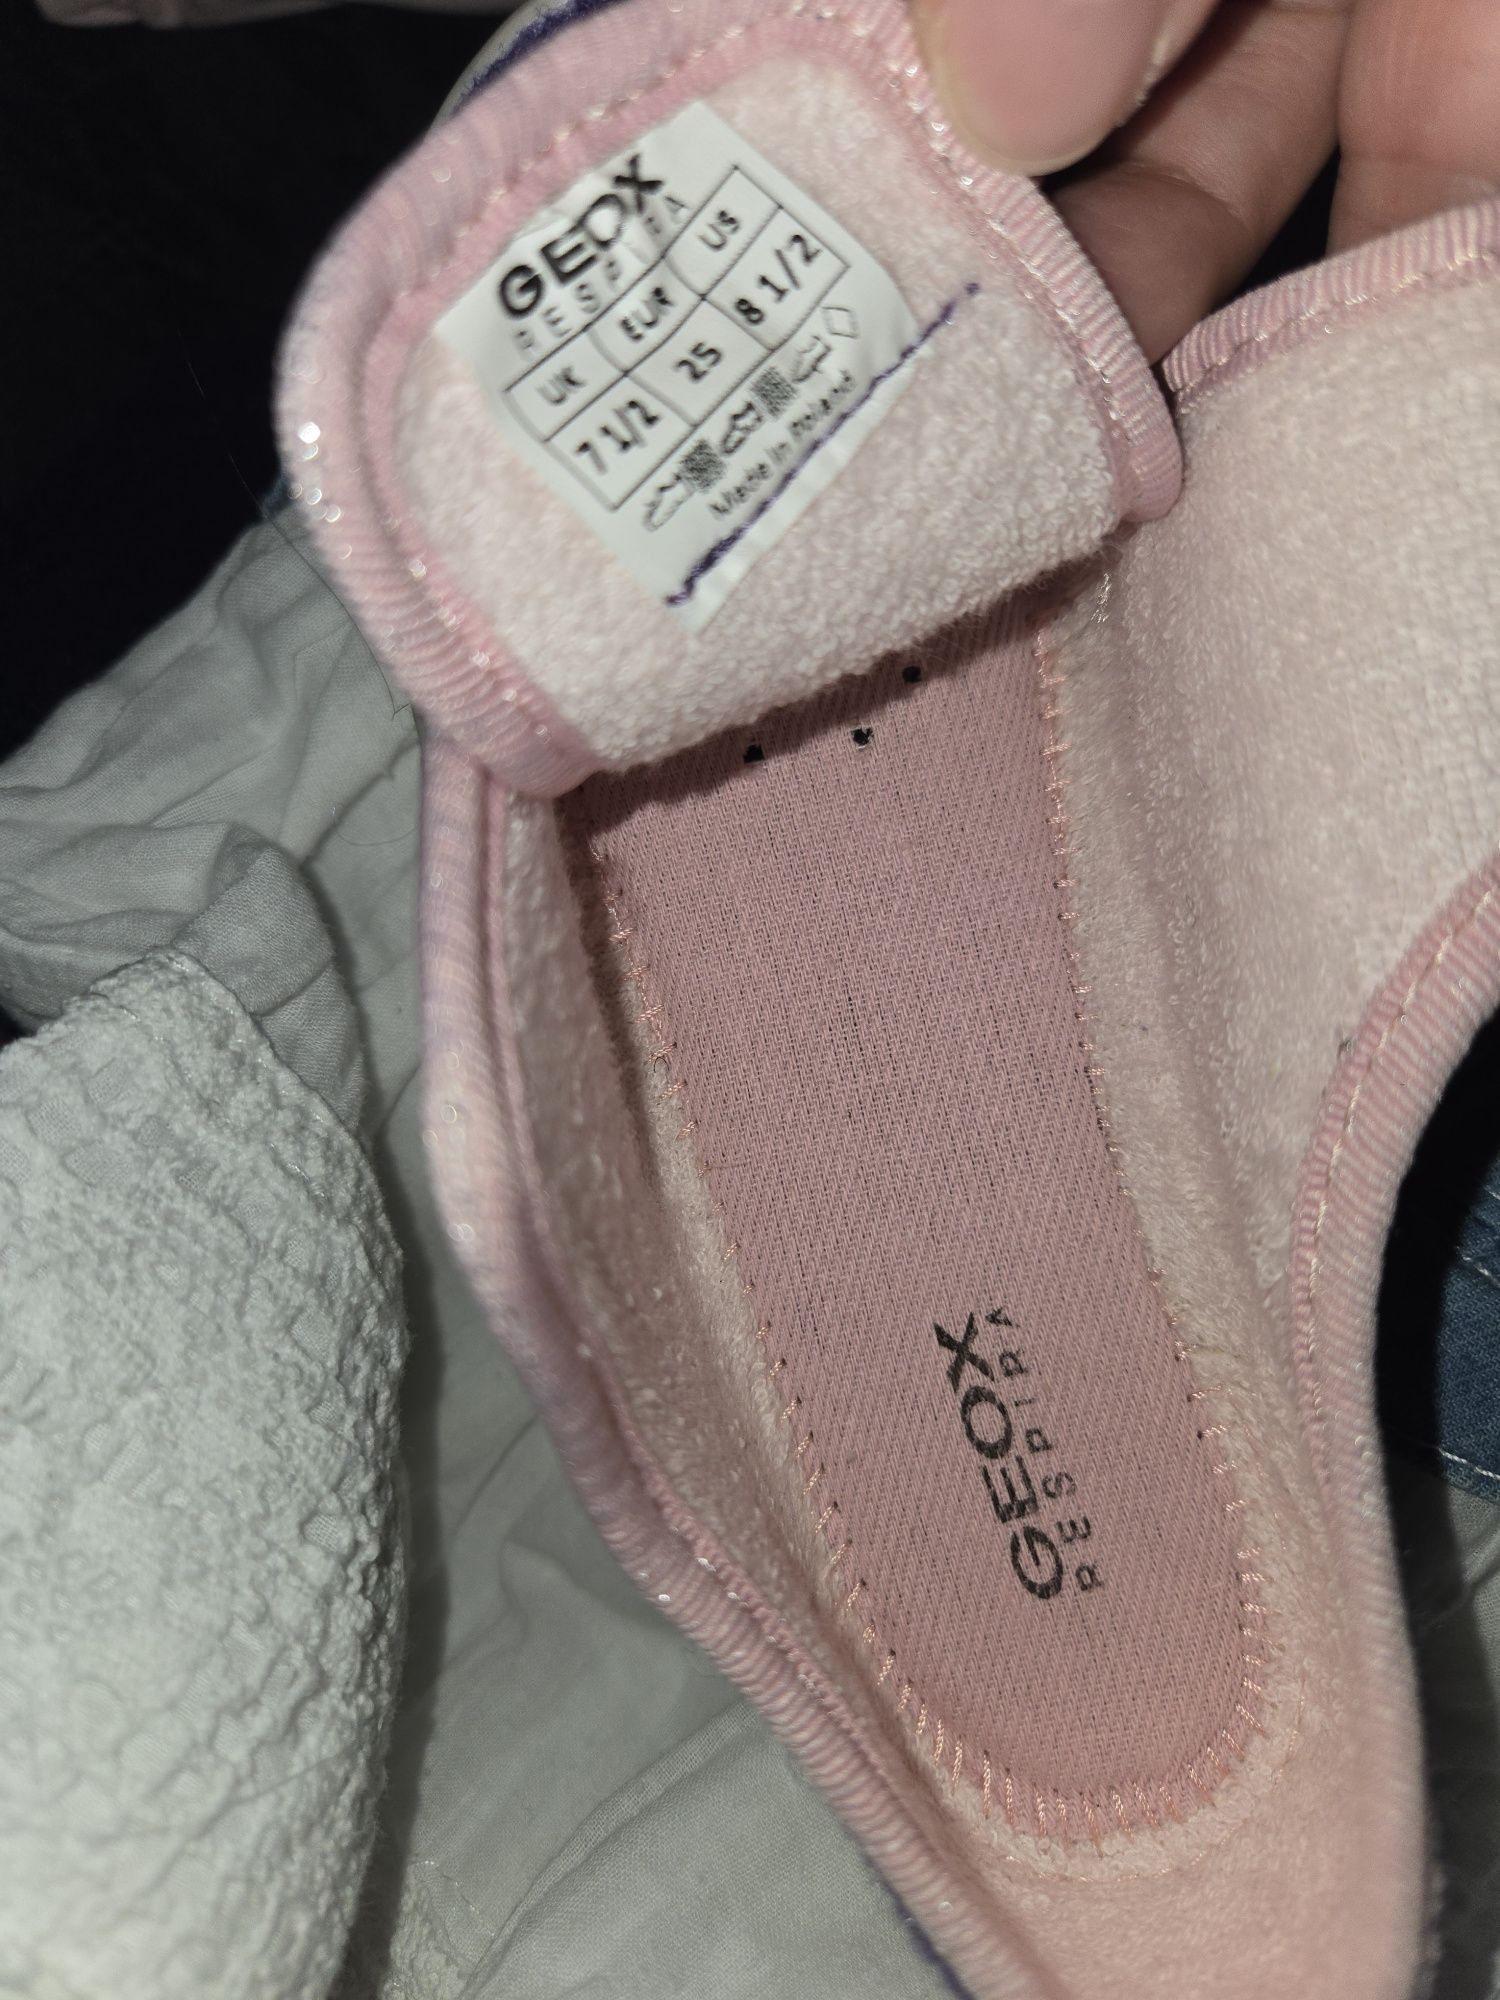 GEOX
RESPIRA
UK EUR US
7 1/2 25 8 1/2
Made in Poland
GEOX
RESPIRA